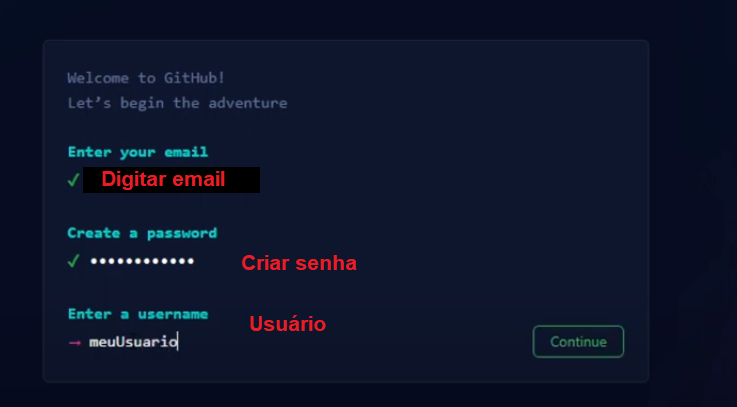 Welcome to GitHub!
Let's begin the adventure
Enter your email
✓ Digitar email
Create a password
✓ •••••••••••• Criar senha
Enter a username
Usuário
→ meuUsuario
Continue